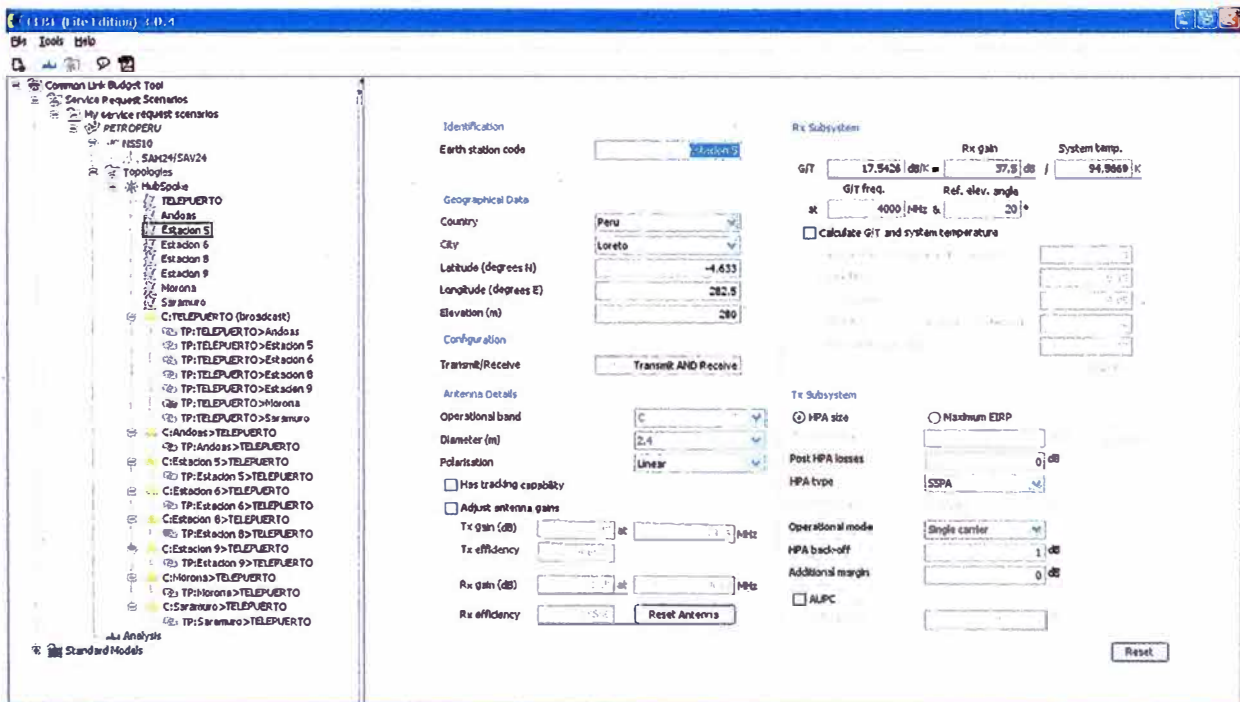 (Lite Edition) 3.0.4
Tools Help
Common Link Budget Tool
Service Request Scenarios
My service request scenarios
PETROPERU
NSS10
SAM24/SAV24
Topologies
HubSpoke
TELEPUERTO
Andoas
Estacion 5
Estacion 6
Estacion 8
Estacion 9
Morona
Saramuro
C:TELEPUERTO (broadcast)
TP:TELEPUERTO>Andoas
TP:TELEPUERTO>Estacion 5
TP:TELEPUERTO>Estacion 6
TP:TELEPUERTO>Estacion 8
TP:TELEPUERTO>Estacion 9
TP:TELEPUERTO>Morona
TP:TELEPUERTO>Saramuro
C:Andoas>TELEPUERTO
TP:Andoas>TELEPUERTO
C:Estacion 5>TELEPUERTO
TP:Estacion 5>TELEPUERTO
C:Estacion 6>TELEPUERTO
TP:Estacion 6>TELEPUERTO
C:Estacion 8>TELEPUERTO
TP:Estacion 8>TELEPUERTO
C:Estacion 9>TELEPUERTO
TP:Estacion 9>TELEPUERTO
C:Morona>TELEPUERTO
TP:Morona>TELEPUERTO
C:Saramuro>TELEPUERTO
TP:Saramuro>TELEPUERTO
Analysis
Standard Models
Identification
Earth station code Estacion 5
Geographical Data
Country Peru
City Loreto
Latitude (degrees N) -4.633
Longitude (degrees E) 282.5
Elevation (m) 280
Configuration
Transmit/Receive Transmit AND Receive
Antenna Details
Operational band C
Diameter (m) 2.4
Polarisation Linear
Has tracking capability
Adjust antenna gains
Tx gain (dB) at MHz
Tx efficiency
Rx gain (dB) at MHz
Rx efficiency Reset Antenna
Rx Subsystem
Rx gain System temp.
G/T 17.5426 dB/K = 37.5 dB / 94.5669 K
G/T freq. Ref. elev. angle
at 4000 MHz & 20 °
Calculate G/T and system temperature
Tx Subsystem
HPA size Maximum EIRP
Post HPA losses 0 dB
HPA type SSPA
Operational mode Single carrier
HPA back-off 1 dB
Additional margin 0 dB
AUPC
Reset